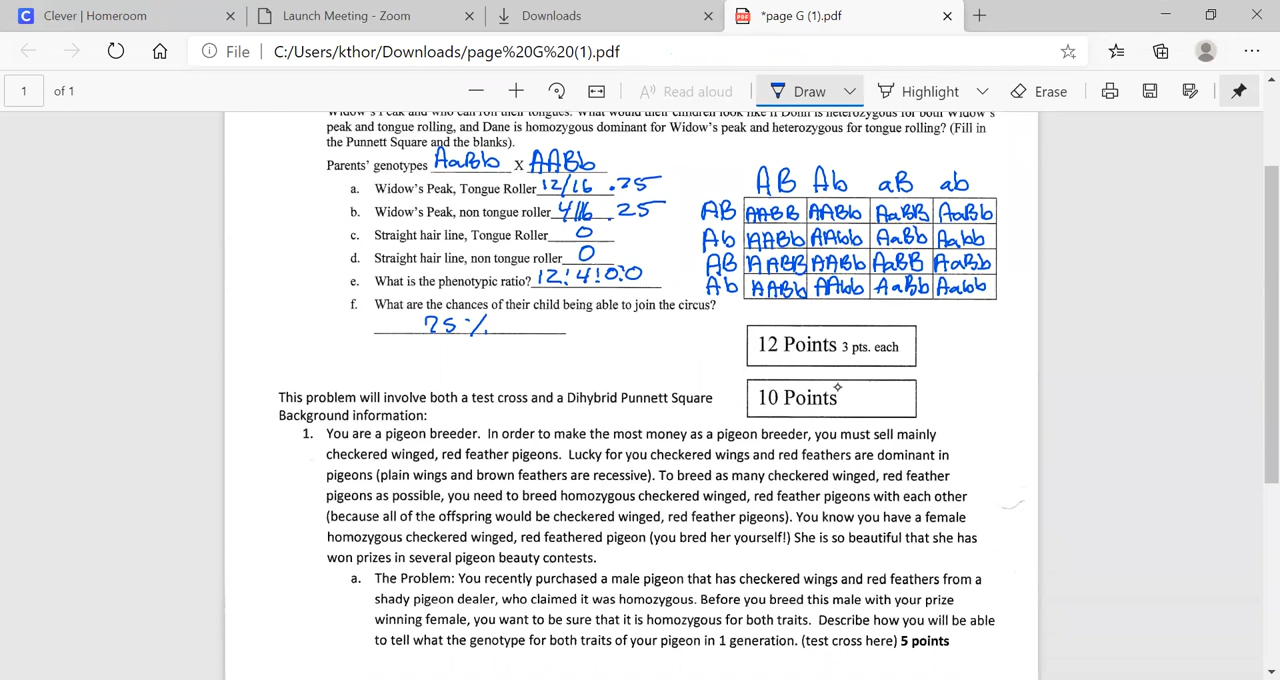 Clever | Homeroom
Launch Meeting - Zoom
Downloads
*page G (1).pdf
File C:/Users/kthor/Downloads/page%20G%20(1).pdf
1 of 1
Read aloud
Draw
Highlight
Erase
peak and tongue rolling, and Dane is homozygous dominant for Widow's peak and heterozygous for tongue rolling? (Fill in
the Punnett Square and the blanks).
Parents' genotypes AaBb X AABb
a. Widow's Peak, Tongue Roller 12/16 .75
b. Widow's Peak, non tongue roller 4/16 .25
c. Straight hair line, Tongue Roller 0
d. Straight hair line, non tongue roller 0
e. What is the phenotypic ratio? 12:4:0:0
f. What are the chances of their child being able to join the circus?
75%
AB Ab aB ab
AB AABB AABb AaBB AaBb
Ab AABb AAbb AaBb Aabb
AB AABB AABb AaBB AaBb
Ab AABb AAbb AaBb Aabb
12 Points 3 pts. each
10 Points
This problem will involve both a test cross and a Dihybrid Punnett Square
Background information:
1. You are a pigeon breeder. In order to make the most money as a pigeon breeder, you must sell mainly
checkered winged, red feather pigeons. Lucky for you checkered wings and red feathers are dominant in
pigeons (plain wings and brown feathers are recessive). To breed as many checkered winged, red feather
pigeons as possible, you need to breed homozygous checkered winged, red feather pigeons with each other
(because all of the offspring would be checkered winged, red feather pigeons). You know you have a female
homozygous checkered winged, red feathered pigeon (you bred her yourself!) She is so beautiful that she has
won prizes in several pigeon beauty contests.
a. The Problem: You recently purchased a male pigeon that has checkered wings and red feathers from a
shady pigeon dealer, who claimed it was homozygous. Before you breed this male with your prize
winning female, you want to be sure that it is homozygous for both traits. Describe how you will be able
to tell what the genotype for both traits of your pigeon in 1 generation. (test cross here) 5 points